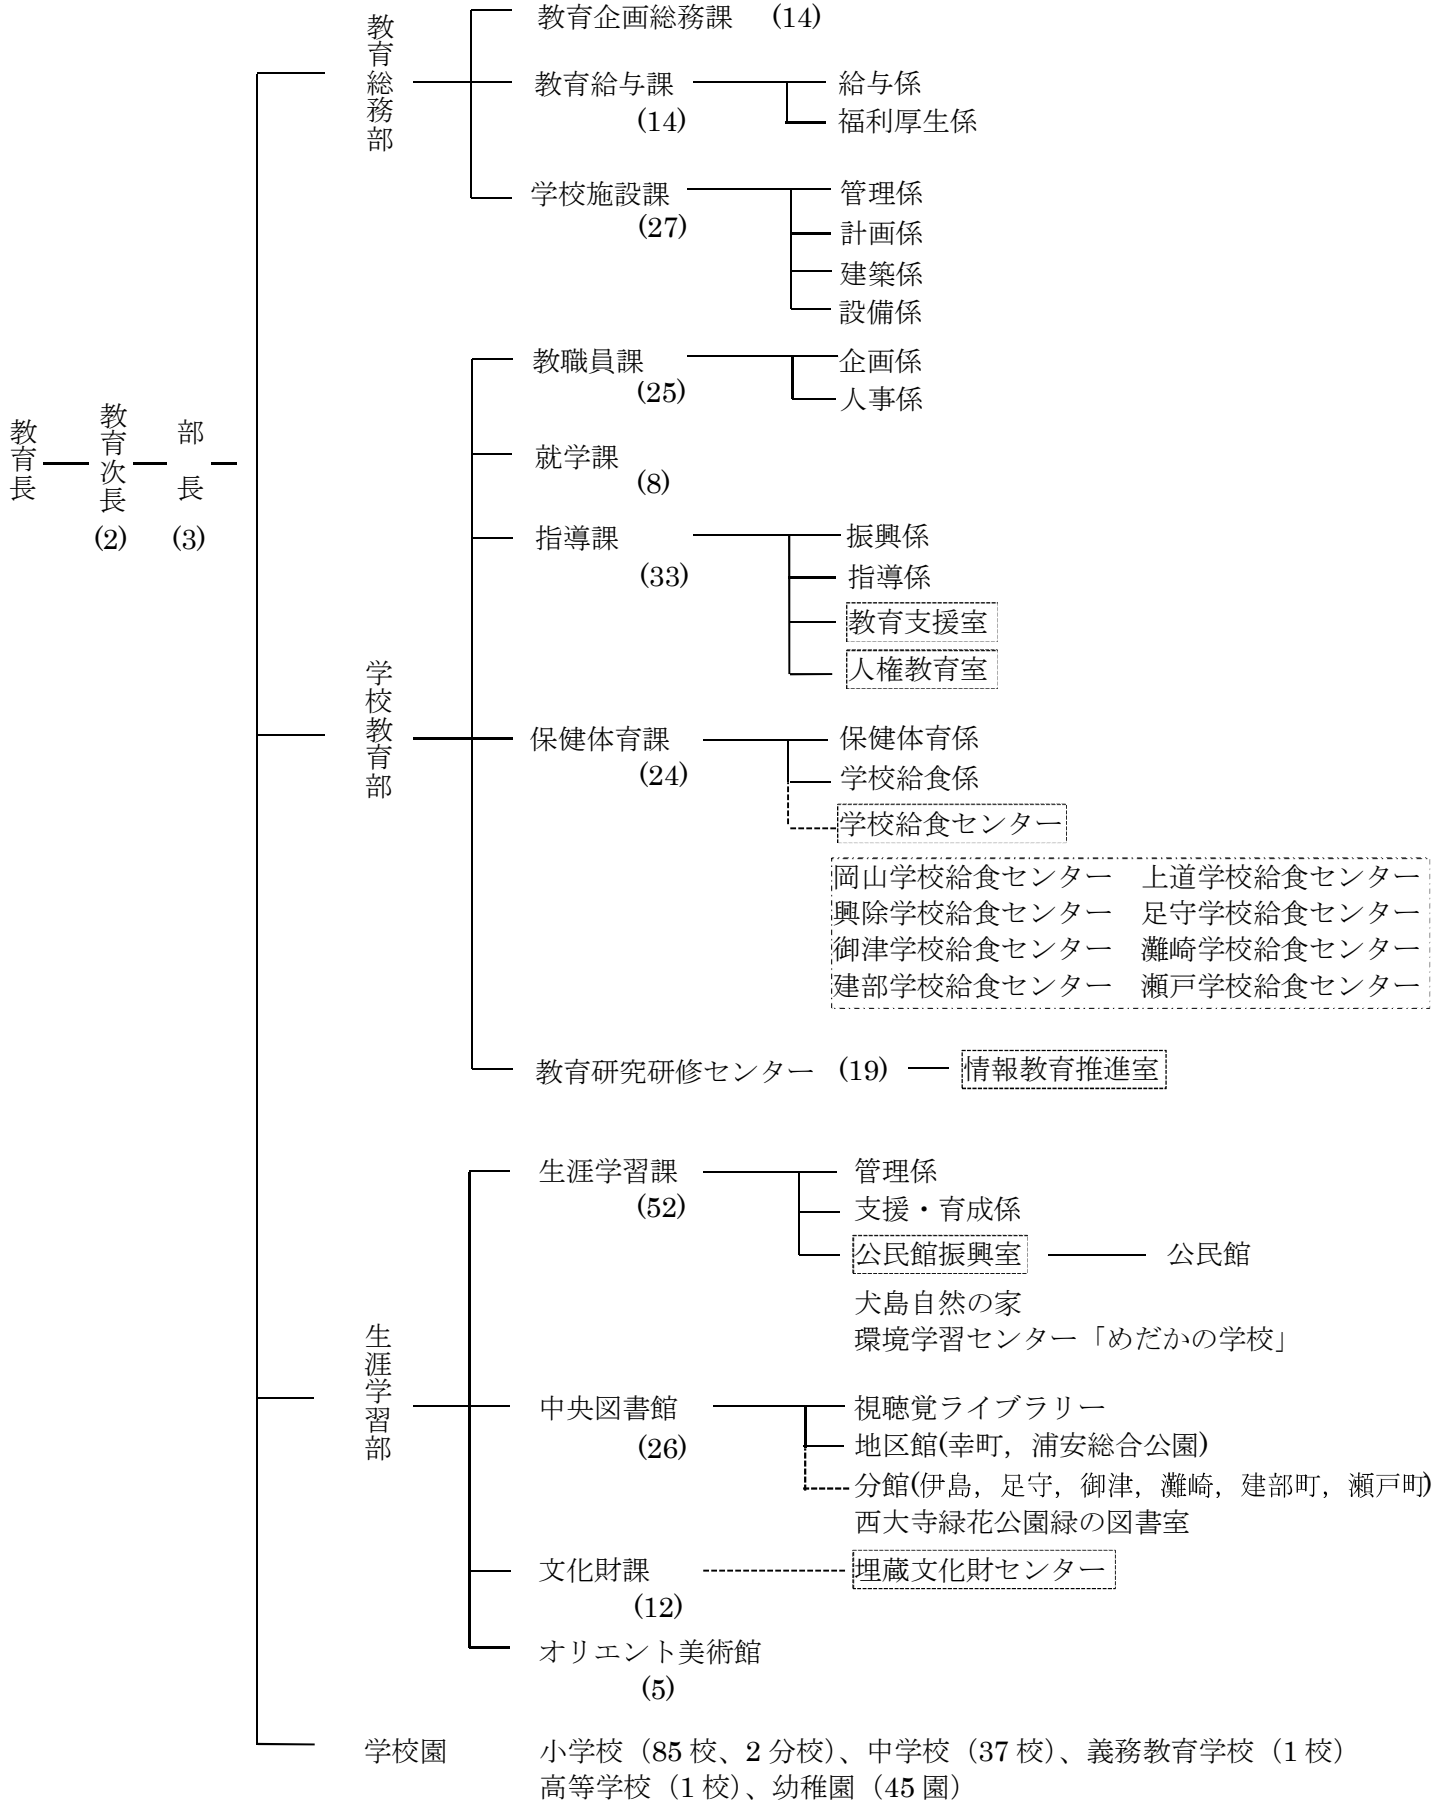 教育長
教育次長
(2)
部長
(3)
教育総務部
教育企画総務課 (14)
教育給与課
(14)
給与係
福利厚生係
学校施設課
(27)
管理係
計画係
建築係
設備係
学校教育部
教職員課
(25)
企画係
人事係
就学課
(8)
指導課
(33)
振興係
指導係
教育支援室
人権教育室
保健体育課
(24)
保健体育係
学校給食係
学校給食センター
岡山学校給食センター 上道学校給食センター
興除学校給食センター 足守学校給食センター
御津学校給食センター 灘崎学校給食センター
建部学校給食センター 瀬戸学校給食センター
教育研究研修センター (19) 情報教育推進室
生涯学習部
生涯学習課
(52)
管理係
支援・育成係
公民館振興室 公民館
犬島自然の家
環境学習センター「めだかの学校」
中央図書館
(26)
視聴覚ライブラリー
地区館(幸町，浦安総合公園)
分館(伊島，足守，御津，灘崎，建部町，瀬戸町)
西大寺緑花公園緑の図書室
文化財課
(12)
埋蔵文化財センター
オリエント美術館
(5)
学校園 小学校（85校、2分校）、中学校（37校）、義務教育学校（1校）
高等学校（1校）、幼稚園（45園）